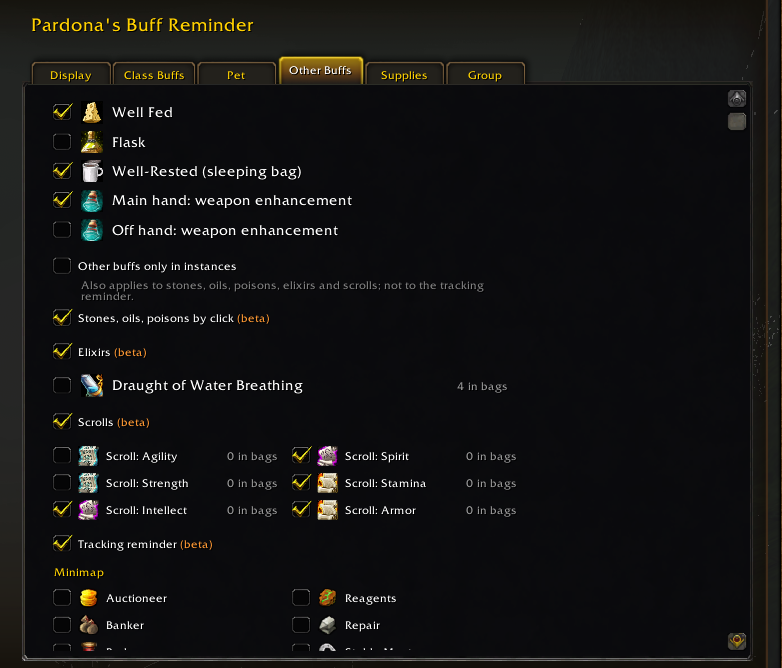 Pardona's Buff Reminder
Display Class Buffs Pet Other Buffs Supplies Group
Well Fed
Flask
Well-Rested (sleeping bag)
Main hand: weapon enhancement
Off hand: weapon enhancement
Other buffs only in instances
Also applies to stones, oils, poisons, elixirs and scrolls; not to the tracking
reminder.
Stones, oils, poisons by click (beta)
Elixirs (beta)
Draught of Water Breathing 4 in bags
Scrolls (beta)
Scroll: Agility 0 in bags Scroll: Spirit 0 in bags
Scroll: Strength 0 in bags Scroll: Stamina 0 in bags
Scroll: Intellect 0 in bags Scroll: Armor 0 in bags
Tracking reminder (beta)
Minimap
Auctioneer Reagents
Banker Repair